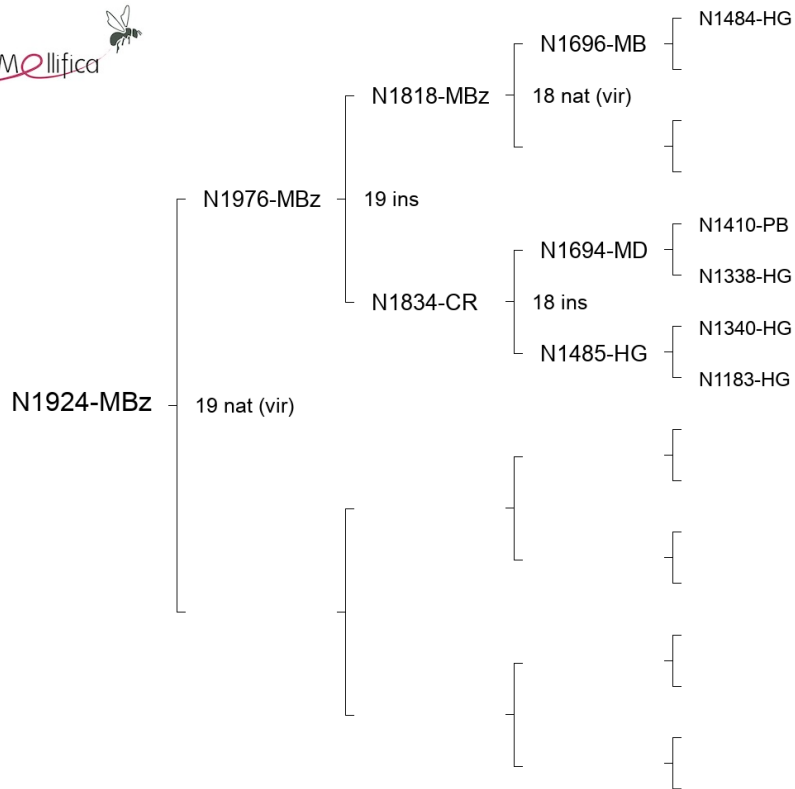 Mellifica
N1484-HG
N1696-MB
N1818-MBz
18 nat (vir)
N1976-MBz
19 ins
N1410-PB
N1694-MD
N1338-HG
N1834-CR
18 ins
N1340-HG
N1485-HG
N1183-HG
N1924-MBz
19 nat (vir)